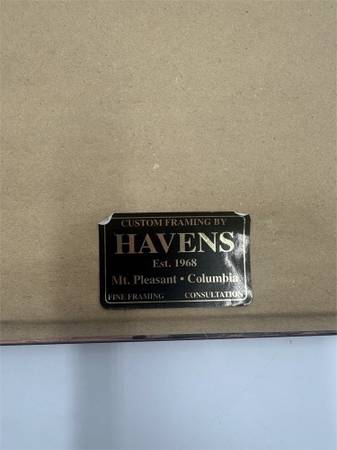 CUSTOM FRAMING BY
HAVENS
Est. 1968
Mt. Pleasant • Columbia
FINE FRAMING CONSULTATION